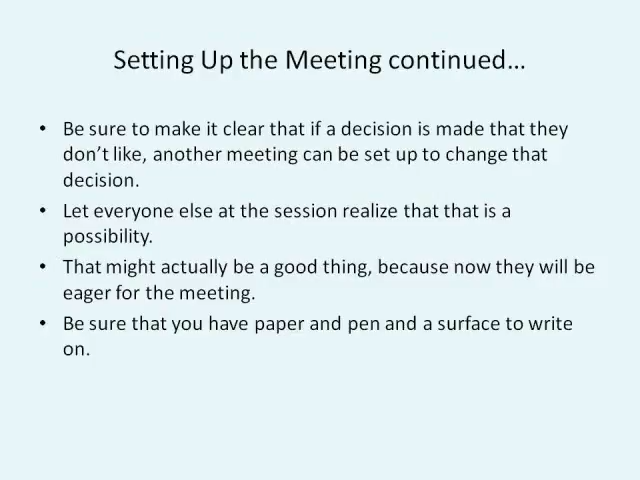 Setting Up the Meeting continued…
• Be sure to make it clear that if a decision is made that they
don’t like, another meeting can be set up to change that
decision.
• Let everyone else at the session realize that that is a
possibility.
• That might actually be a good thing, because now they will be
eager for the meeting.
• Be sure that you have paper and pen and a surface to write
on.